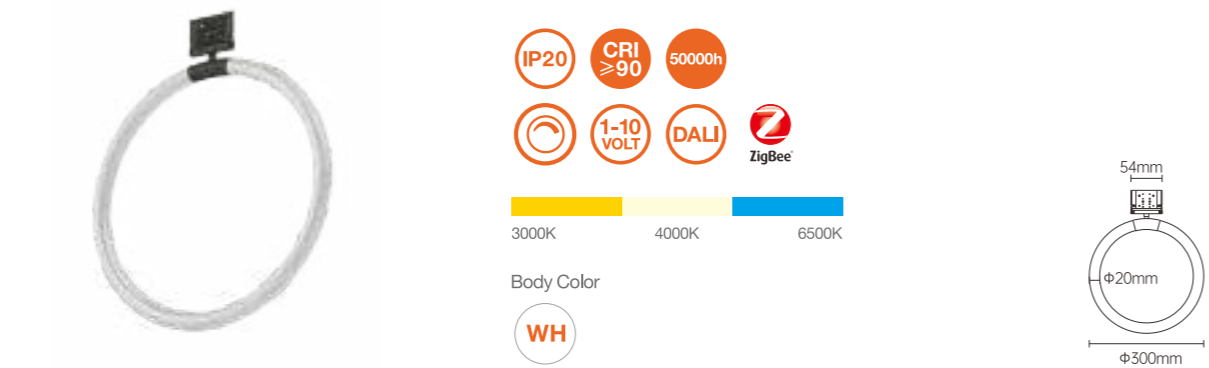 IP20
CRI
≥90
50000h
1-10
VOLT
DALI
ZigBee
3000K 4000K 6500K
Body Color
WH
54mm
Φ20mm
Φ300mm